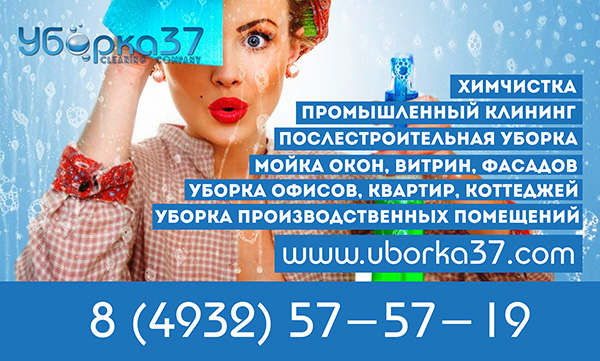 Уборка37
CLEANING COMPANY
ХИМЧИСТКА
ПРОМЫШЛЕННЫЙ КЛИНИНГ
ПОСЛЕСТРОИТЕЛЬНАЯ УБОРКА
МОЙКА ОКОН, ВИТРИН, ФАСАДОВ
УБОРКА ОФИСОВ, КВАРТИР, КОТТЕДЖЕЙ
УБОРКА ПРОИЗВОДСТВЕННЫХ ПОМЕЩЕНИЙ
www.uborka37.com
8 (4932) 57–57–19